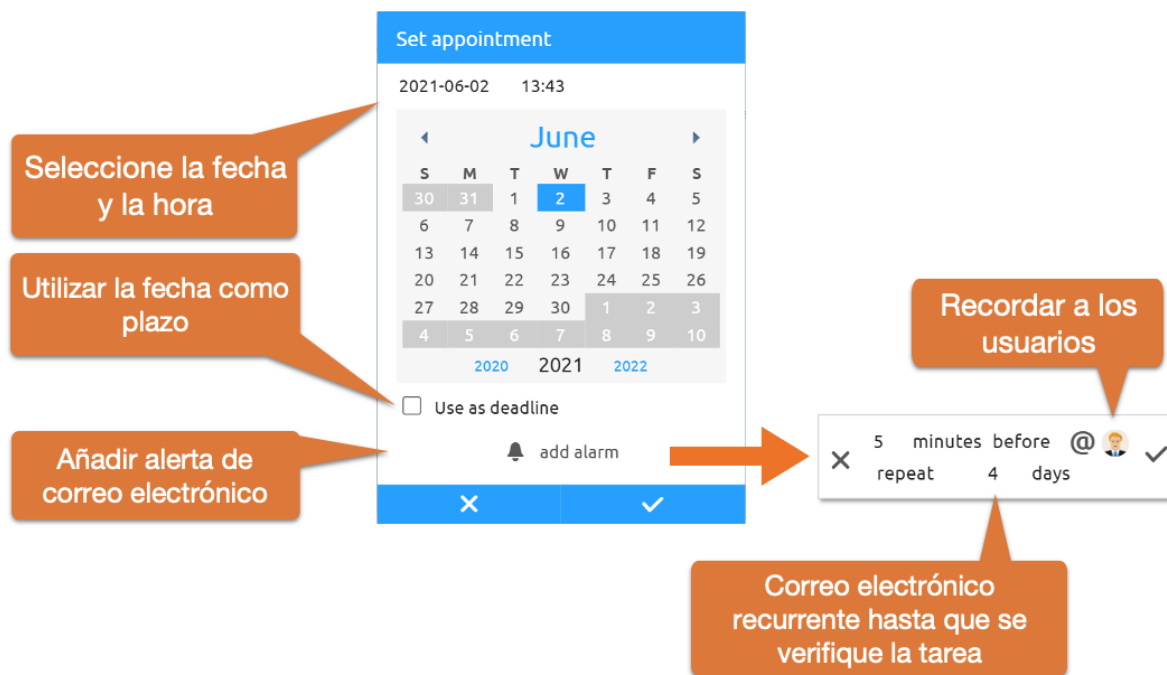 Set appointment
2021-06-02 13:43
Seleccione la fecha
y la hora
June
S M T W T F S
30 31 1 2 3 4 5
6 7 8 9 10 11 12
13 14 15 16 17 18 19
20 21 22 23 24 25 26
27 28 29 30 1 2 3
4 5 6 7 8 9 10
2020 2021 2022
Utilizar la fecha como
plazo
Use as deadline
Añadir alerta de
correo electrónico
add alarm
Recordar a los
usuarios
5 minutes before @
repeat 4 days
Correo electrónico
recurrente hasta que se
verifique la tarea